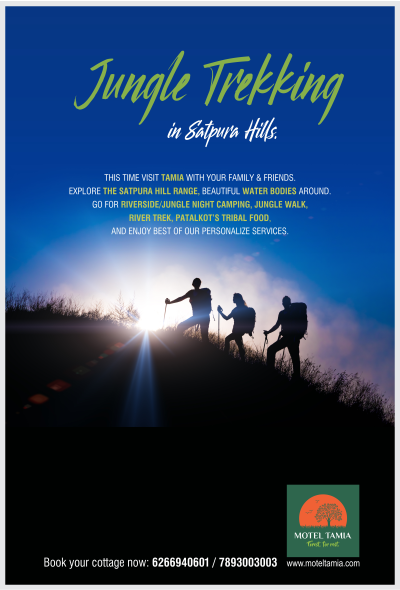 Jungle Trekking
in Satpura Hills.
THIS TIME VISIT TAMIA WITH YOUR FAMILY & FRIENDS.
EXPLORE THE SATPURA HILL RANGE, BEAUTIFUL WATER BODIES AROUND.
GO FOR RIVERSIDE/JUNGLE NIGHT CAMPING, JUNGLE WALK,
RIVER TREK, PATALKOT'S TRIBAL FOOD,
AND ENJOY BEST OF OUR PERSONALIZE SERVICES.
MOTEL TAMIA
Book your cottage now: 6266940601 / 7893003003
www.moteltamia.com